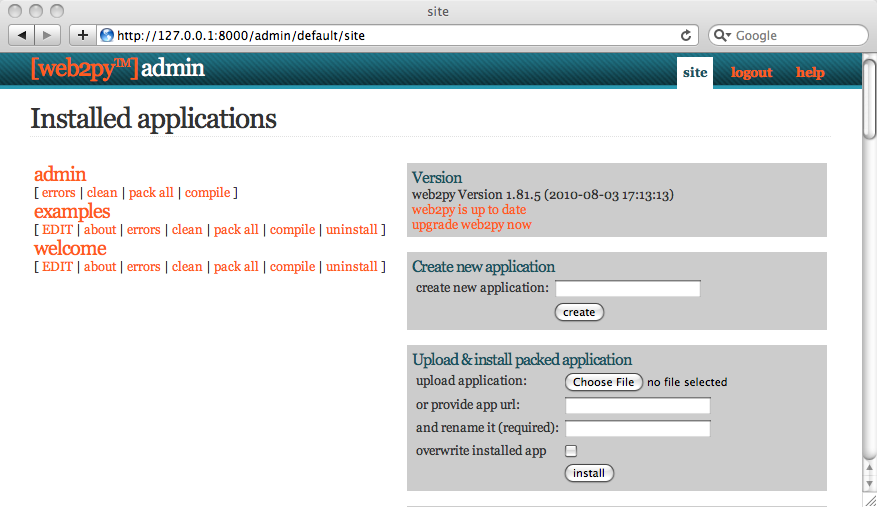 site
http://127.0.0.1:8000/admin/default/site
Google
[web2py™] admin
site logout help
Installed applications
admin
[ errors | clean | pack all | compile ]
examples
[ EDIT | about | errors | clean | pack all | compile | uninstall ]
welcome
[ EDIT | about | errors | clean | pack all | compile | uninstall ]
Version
web2py Version 1.81.5 (2010-08-03 17:13:13)
web2py is up to date
upgrade web2py now
Create new application
create new application:
create
Upload & install packed application
upload application: Choose File no file selected
or provide app url:
and rename it (required):
overwrite installed app
install